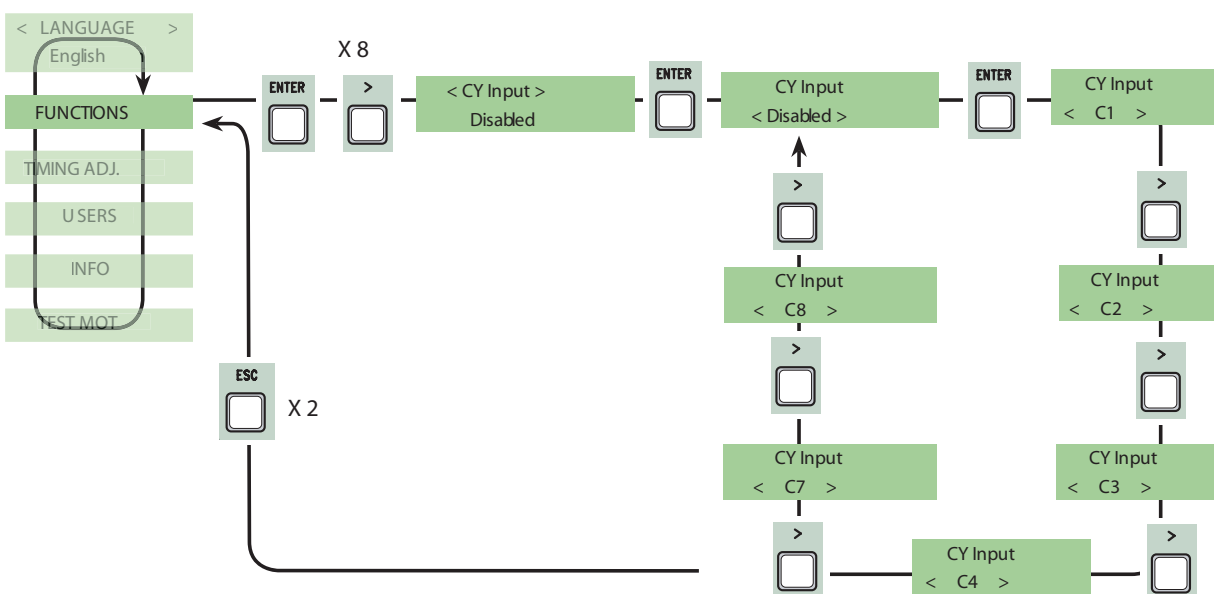 < LANGUAGE >
English
FUNCTIONS
TIMING ADJ.
USERS
INFO
TEST MOT
ENTER
X 8
>
< CY Input >
Disabled
ENTER
CY Input
< Disabled >
ENTER
CY Input
< C1 >
>
CY Input
< C2 >
>
CY Input
< C3 >
>
CY Input
< C4 >
>
CY Input
< C7 >
>
CY Input
< C8 >
>
ESC
X 2